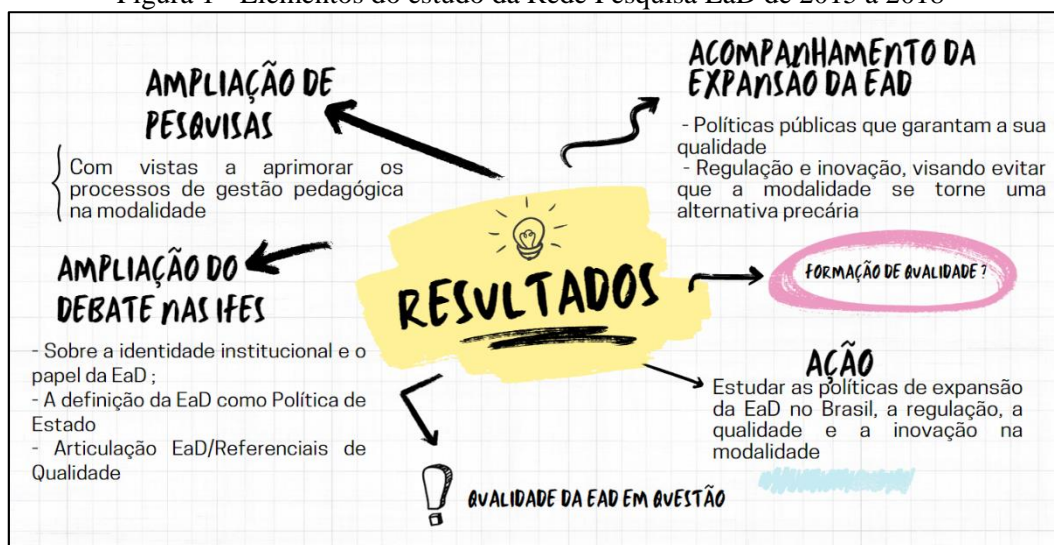 Figura 1 - Elementos do estudo da Rede Pesquisa EaD de 2015 a 2018
AMPLIAÇÃO DE
PESQUISAS
Com vistas a aprimorar os
processos de gestão pedagógica
na modalidade
AMPLIAÇÃO DO
DEBATE NAS IFES
- Sobre a identidade institucional e o
papel da EaD ;
- A definição da EaD como Política de
Estado
- Articulação EaD/Referenciais de
Qualidade
RESULTADOS
QUALIDADE DA EAD EM QUESTÃO
ACOMPANHAMENTO DA
EXPANSÃO DA EAD
- Políticas públicas que garantam a sua
qualidade
- Regulação e inovação, visando evitar
que a modalidade se torne uma
alternativa precária
FORMAÇÃO DE QUALIDADE?
AÇÃO
Estudar as políticas de expansão
da EaD no Brasil, a regulação, a
qualidade e a inovação na
modalidade